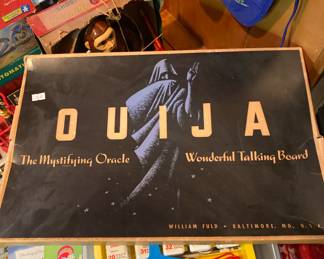 OUIJA
The Mystifying Oracle Wonderful Talking Board
WILLIAM FULD • BALTIMORE, MD., U.S.A.